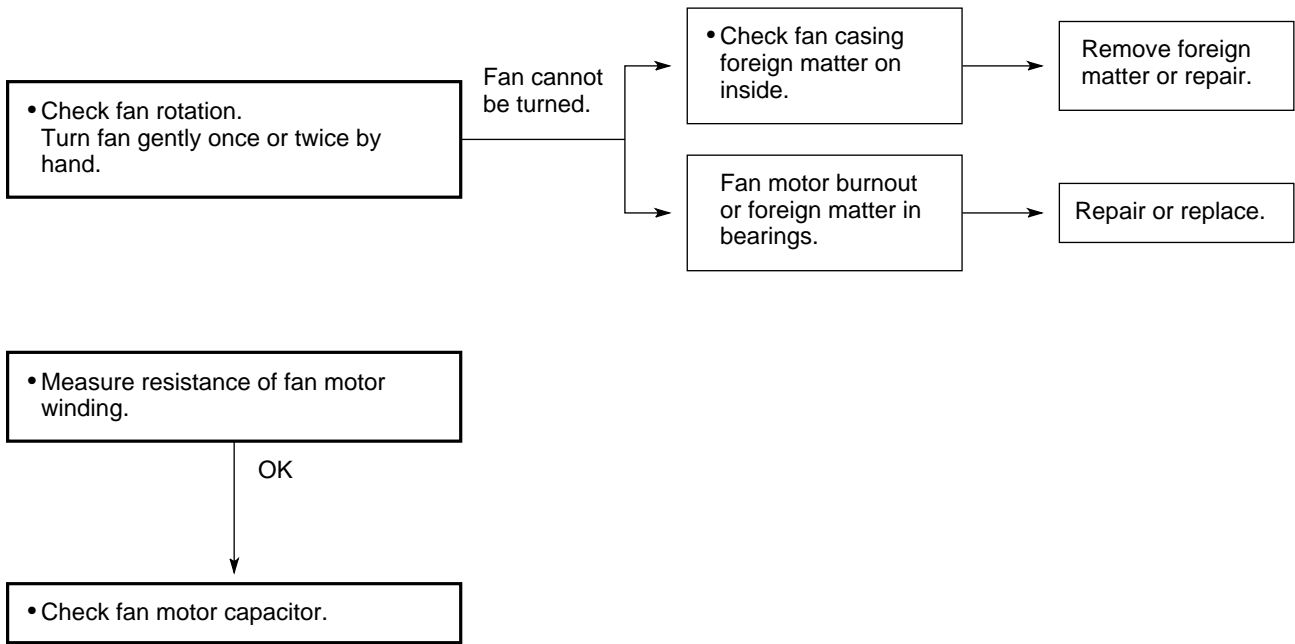 • Check fan rotation.
Turn fan gently once or twice by
hand.
Fan cannot
be turned.
• Check fan casing
foreign matter on
inside.
Remove foreign
matter or repair.
Fan motor burnout
or foreign matter in
bearings.
Repair or replace.
• Measure resistance of fan motor
winding.
OK
• Check fan motor capacitor.